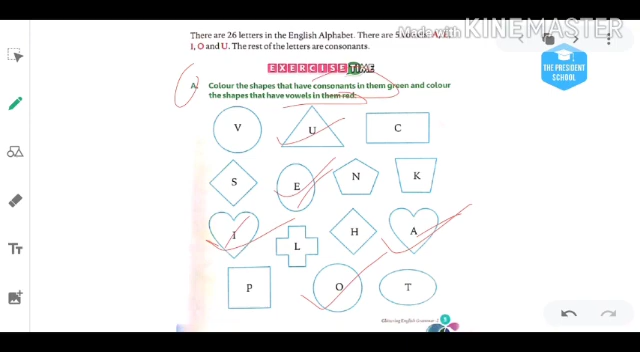 There are 26 letters in the English Alphabet. There are 5
I, O and U. The rest of the letters are consonants.
Made with KINEMASTER
THE PRESIDENT
SCHOOL
EXERCISE TIME
A. Colour the shapes that have consonants in them green and colour
the shapes that have vowels in them red:
V U C
S E N K
I L H A
P O T
Tt